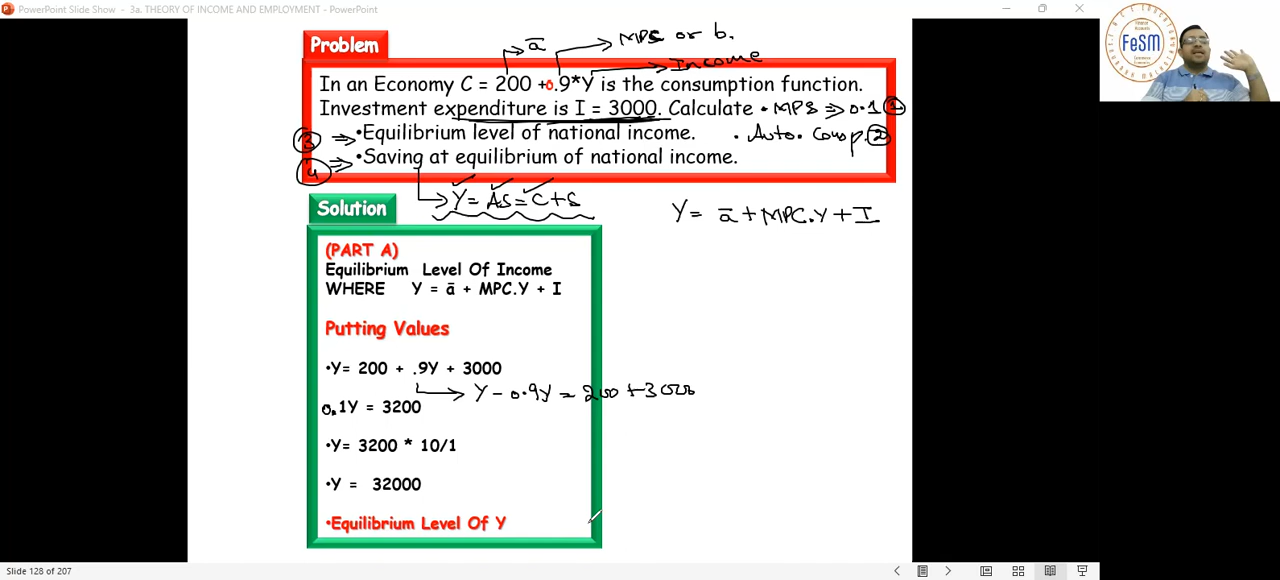 PowerPoint Slide Show - 3a. THEORY OF INCOME AND EMPLOYMENT - PowerPoint
FeSM
ā
MPS or b.
Income
Problem
In an Economy C = 200 +0.9*Y is the consumption function.
Investment expenditure is I = 3000. Calculate • MPS ⇒ 0.1 1
3 ⇒ •Equilibrium level of national income. • Auto. Consp. 2
4 ⇒ •Saving at equilibrium of national income.
Y = AS = C + S
Y = ā + MPC.Y + I
Solution
(PART A)
Equilibrium Level Of Income
WHERE Y = ā + MPC.Y + I
Putting Values
•Y= 200 + .9Y + 3000
Y - 0.9Y = 200 + 3000
0.1Y = 3200
•Y= 3200 * 10/1
•Y = 32000
•Equilibrium Level Of Y
Slide 128 of 207